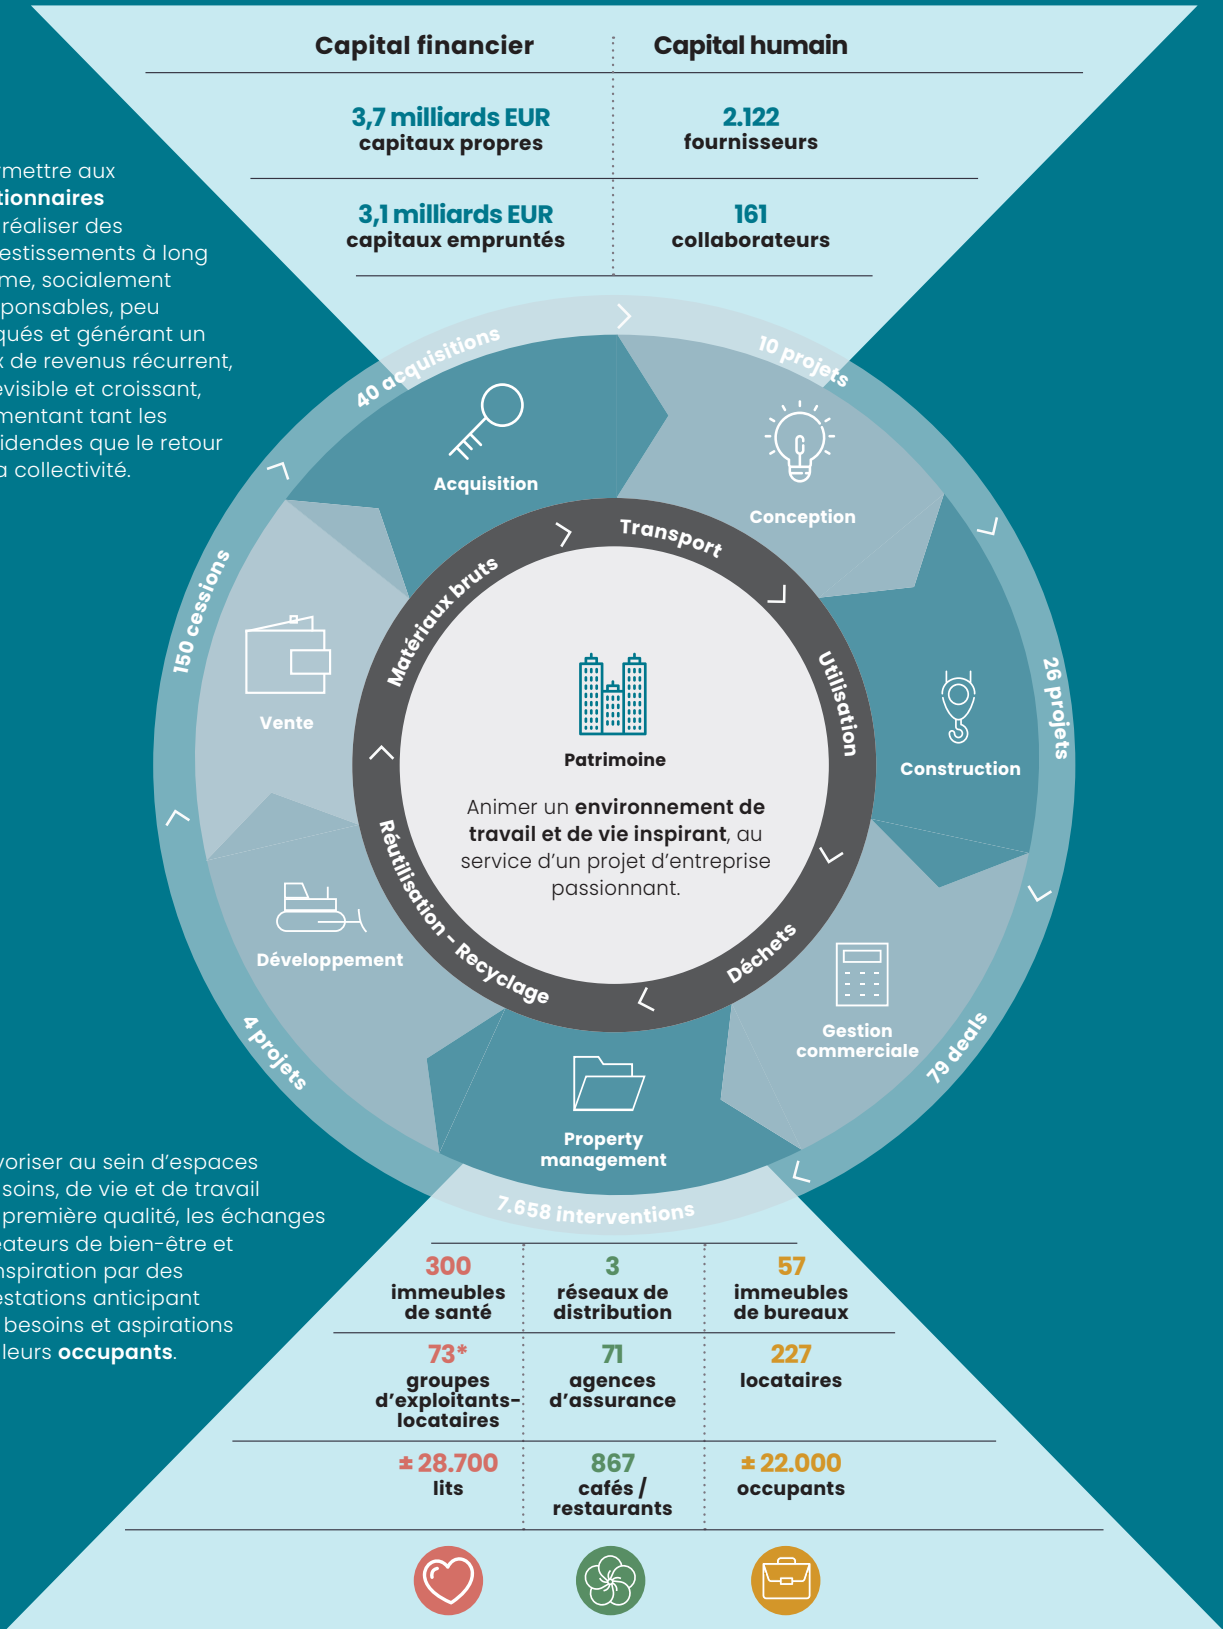 Capital financier
Capital humain
3,7 milliards EUR
capitaux propres
2.122
fournisseurs
3,1 milliards EUR
capitaux empruntés
161
collaborateurs
rmettre aux
tionnaires
réaliser des
estissements à long
me, socialement
ponsables, peu
qués et générant un
x de revenus récurrent,
évisible et croissant,
mentant tant les
idendes que le retour
a collectivité.
40 acquisitions
10 projets
26 projets
79 deals
7.658 interventions
4 projets
150 cessions
Acquisition
Conception
Construction
Gestion
commerciale
Property
management
Développement
Vente
Matériaux bruts
Transport
Utilisation
Déchets
Réutilisation - Recyclage
Patrimoine
Animer un environnement de
travail et de vie inspirant, au
service d’un projet d’entreprise
passionnant.
voriser au sein d’espaces
soins, de vie et de travail
première qualité, les échanges
éateurs de bien-être et
nspiration par des
estations anticipant
besoins et aspirations
leurs occupants.
300
immeubles
de santé
3
réseaux de
distribution
57
immeubles
de bureaux
73*
groupes
d’exploitants-
locataires
71
agences
d’assurance
227
locataires
± 28.700
lits
867
cafés /
restaurants
± 22.000
occupants